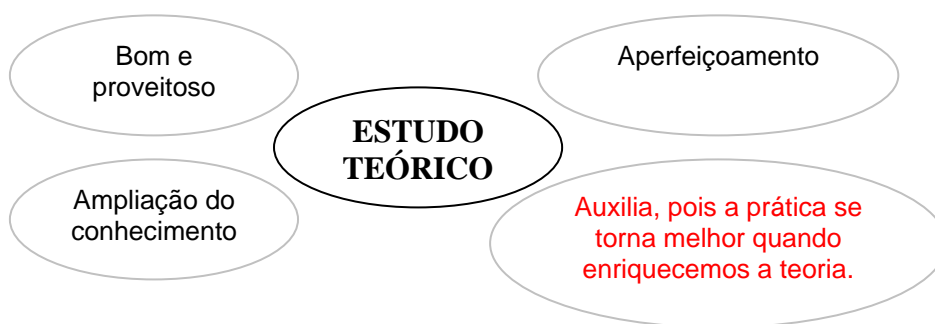 Bom e
proveitoso
Aperfeiçoamento
ESTUDO
TEÓRICO
Ampliação do
conhecimento
Auxilia, pois a prática se
torna melhor quando
enriquecemos a teoria.